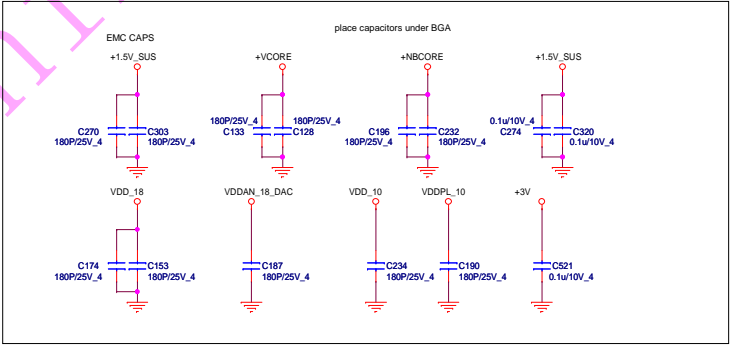 place capacitors under BGA
EMC CAPS
+1.5V_SUS
+VCORE
+NBCORE
+1.5V_SUS
C270
180P/25V_4
C303
180P/25V_4
180P/25V_4
C133
180P/25V_4
C128
C196
180P/25V_4
C232
180P/25V_4
0.1u/10V_4
C274
C320
0.1u/10V_4
VDD_18
VDDAN_18_DAC
VDD_10
VDDPL_10
+3V
C174
180P/25V_4
C153
180P/25V_4
C187
180P/25V_4
C234
180P/25V_4
C190
180P/25V_4
C521
0.1u/10V_4